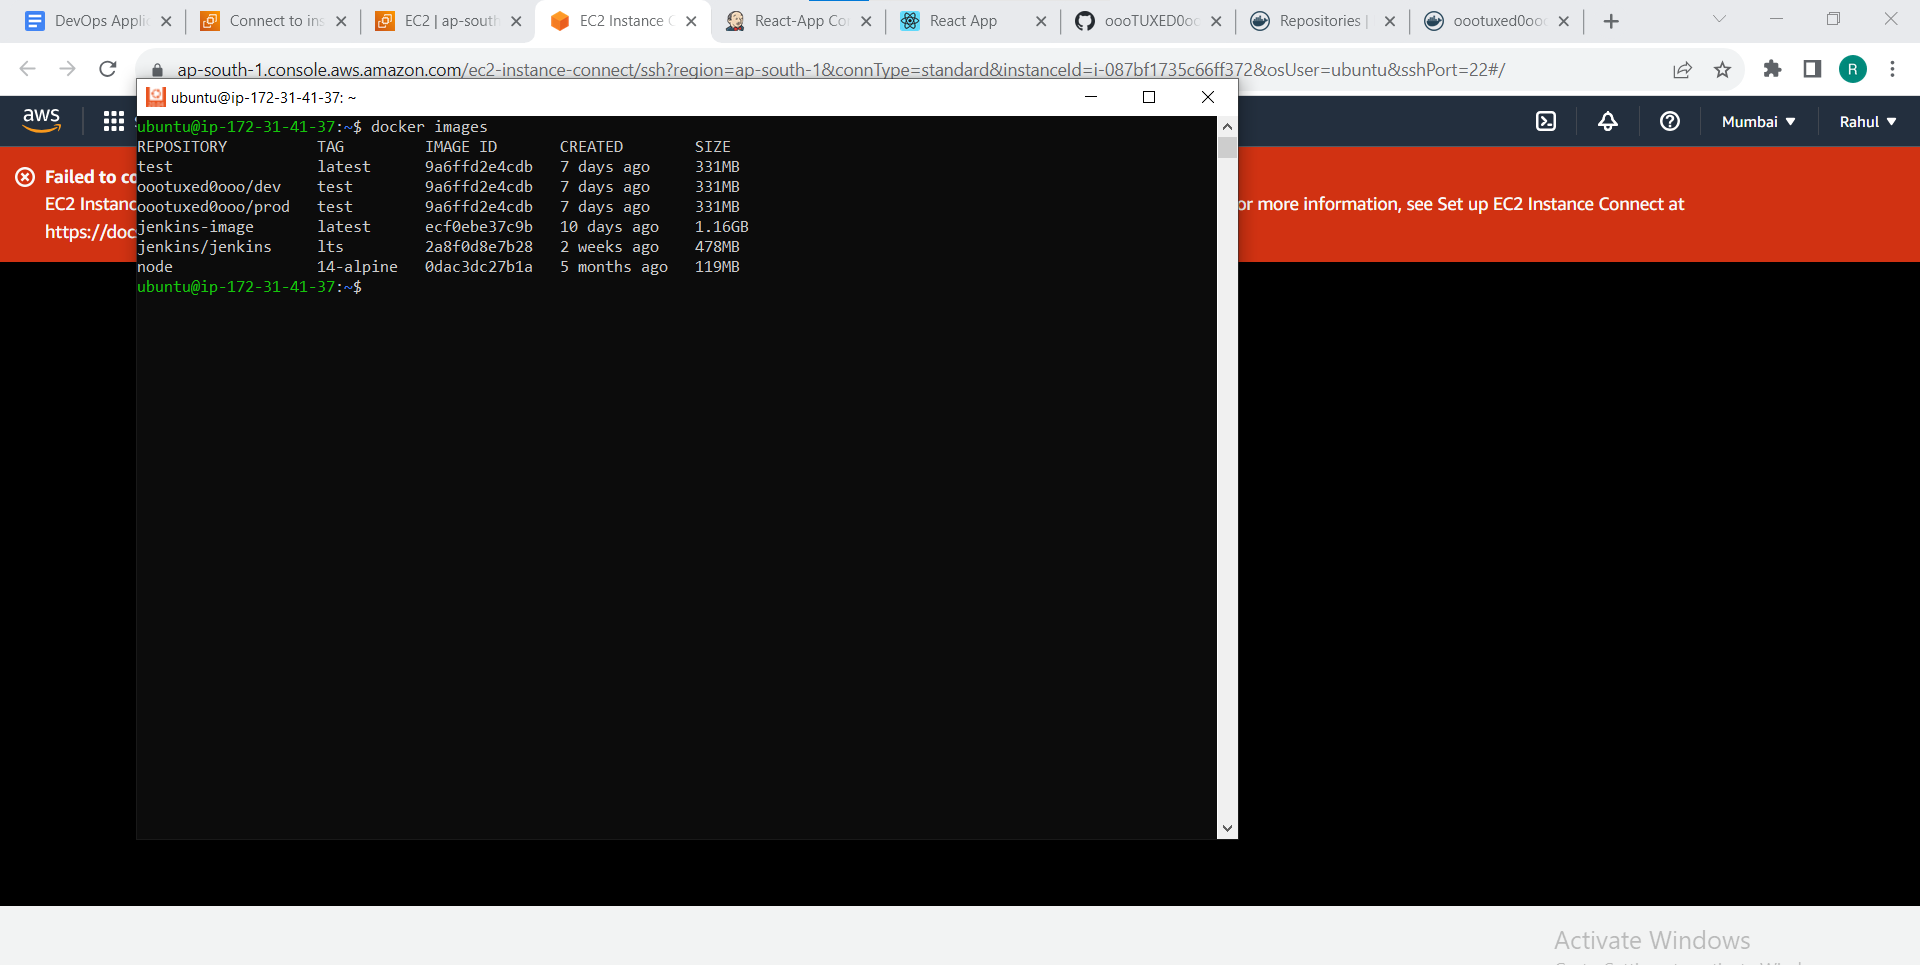 DevOps Appli
Connect to ins
EC2 | ap-south
EC2 Instance C
React-App Con
React App
oooTUXED0oo
Repositories |
oootuxed0ooo
ap-south-1.console.aws.amazon.com/ec2-instance-connect/ssh?region=ap-south-1&connType=standard&instanceId=i-087bf1735c66ff372&osUser=ubuntu&sshPort=22#/
R
ubuntu@ip-172-31-41-37: ~
aws
Mumbai
Rahul
ubuntu@ip-172-31-41-37:~$ docker images
REPOSITORY TAG IMAGE ID CREATED SIZE
test latest 9a6ffd2e4cdb 7 days ago 331MB
oootuxed0ooo/dev test 9a6ffd2e4cdb 7 days ago 331MB
oootuxed0ooo/prod test 9a6ffd2e4cdb 7 days ago 331MB
jenkins-image latest ecf0ebe37c9b 10 days ago 1.16GB
jenkins/jenkins lts 2a8f0d8e7b28 2 weeks ago 478MB
node 14-alpine 0dac3dc27b1a 5 months ago 119MB
ubuntu@ip-172-31-41-37:~$
Failed to co
EC2 Instanc
or more information, see Set up EC2 Instance Connect at
https://doc
Activate Windows